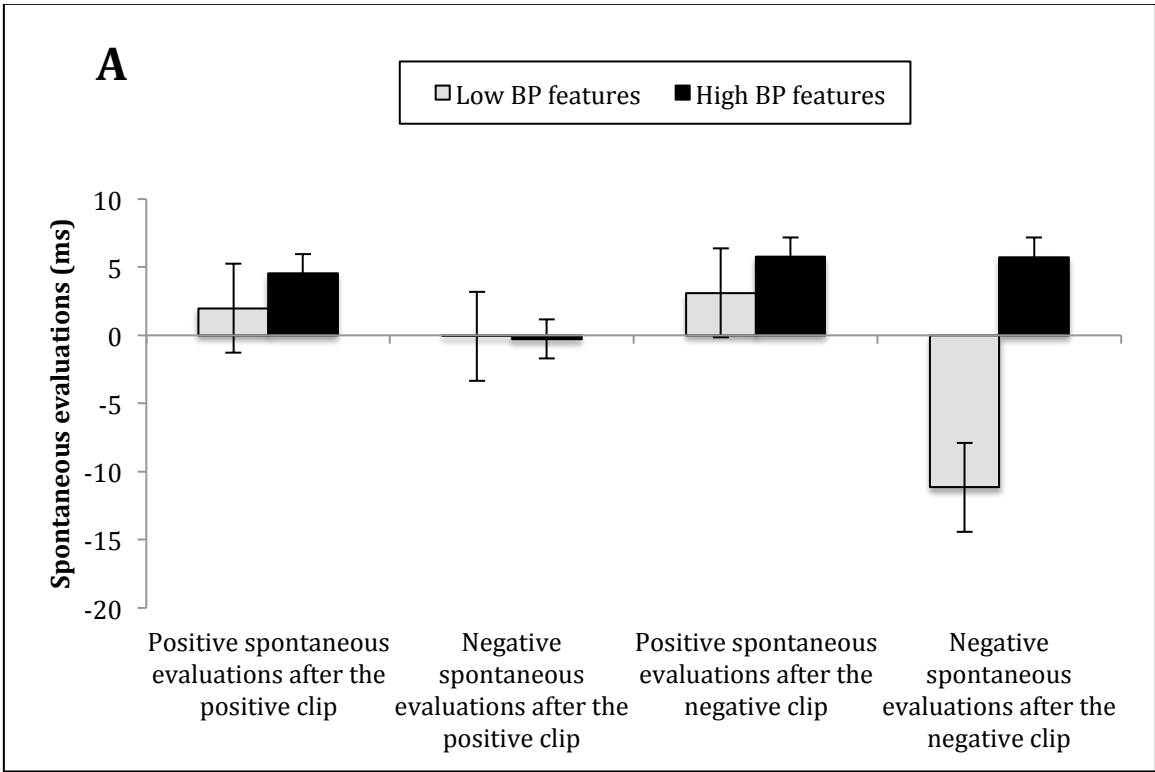 A
Low BP features
High BP features
Spontaneous evaluations (ms)
10
5
0
-5
-10
-15
-20
Positive spontaneous
evaluations after the
positive clip
Negative
spontaneous
evaluations after the
positive clip
Positive spontaneous
evaluations after the
negative clip
Negative
spontaneous
evaluations after the
negative clip